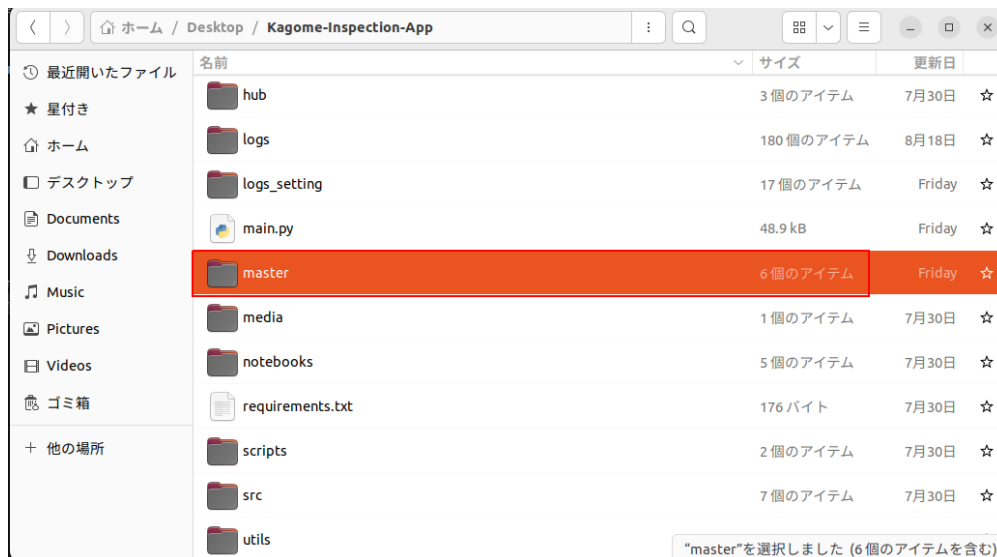 ホーム / Desktop / Kagome-Inspection-App
最近開いたファイル
星付き
ホーム
デスクトップ
Documents
Downloads
Music
Pictures
Videos
ゴミ箱
他の場所
名前 サイズ 更新日
hub 3 個のアイテム 7月30日
logs 180 個のアイテム 8月18日
logs_setting 17 個のアイテム Friday
main.py 48.9 kB Friday
master 6 個のアイテム Friday
media 1 個のアイテム 7月30日
notebooks 5 個のアイテム 7月30日
requirements.txt 176 バイト 7月30日
scripts 2 個のアイテム 7月30日
src 7 個のアイテム 7月30日
utils
"master"を選択しました (6 個のアイテムを含む)